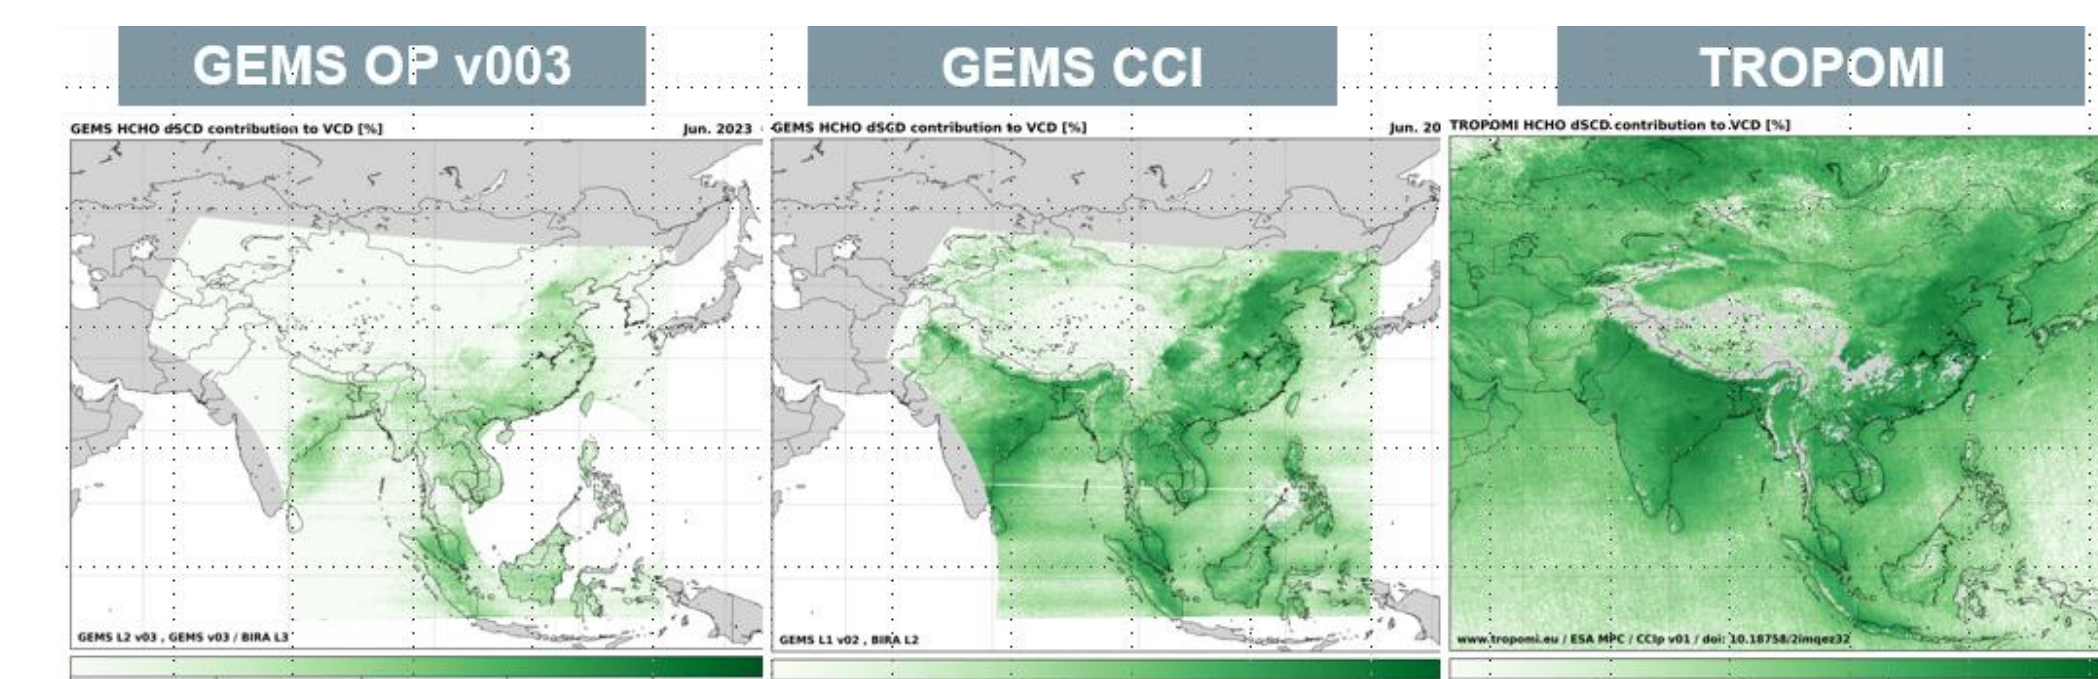 GEMS OP v003
GEMS CCI
TROPOMI
GEMS HCHO dSCD contribution to VCD [%]
Jun. 2023
GEMS HCHO dSCD contribution to VCD [%]
Jun. 20
TROPOMI HCHO dSCD contribution to VCD [%]
GEMS L2 v03 , GEMS v03 / BIRA L3
GEMS L1 v02 , BIRA L2
www.tropomi.eu / ESA MPC / CCIp v01 / doi: 10.18758/2imqez32